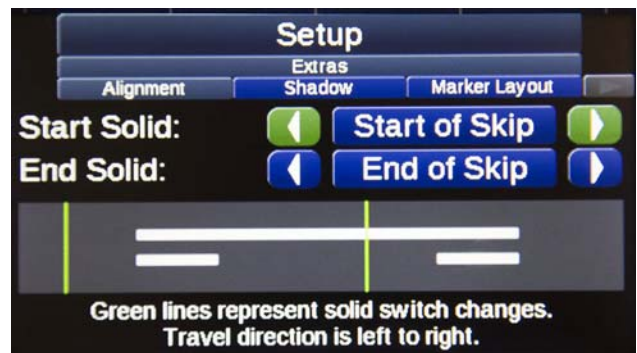 Setup
Extras
Alignment Shadow Marker Layout
Start Solid: Start of Skip
End Solid: End of Skip
Green lines represent solid switch changes.
Travel direction is left to right.